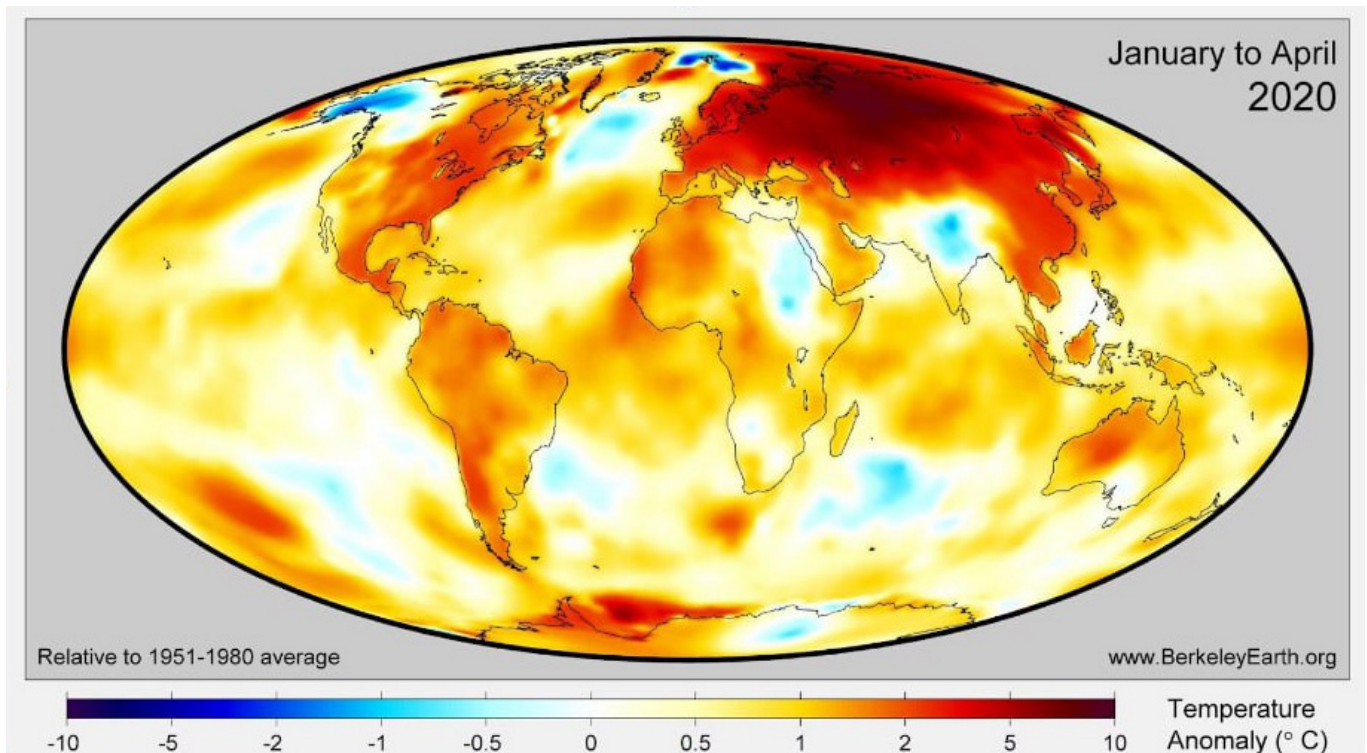 January to April
2020
Relative to 1951-1980 average
www.BerkeleyEarth.org
-10 -5 -2 -1 -0.5 0 0.5 1 2 5 10
Temperature
Anomaly (° C)